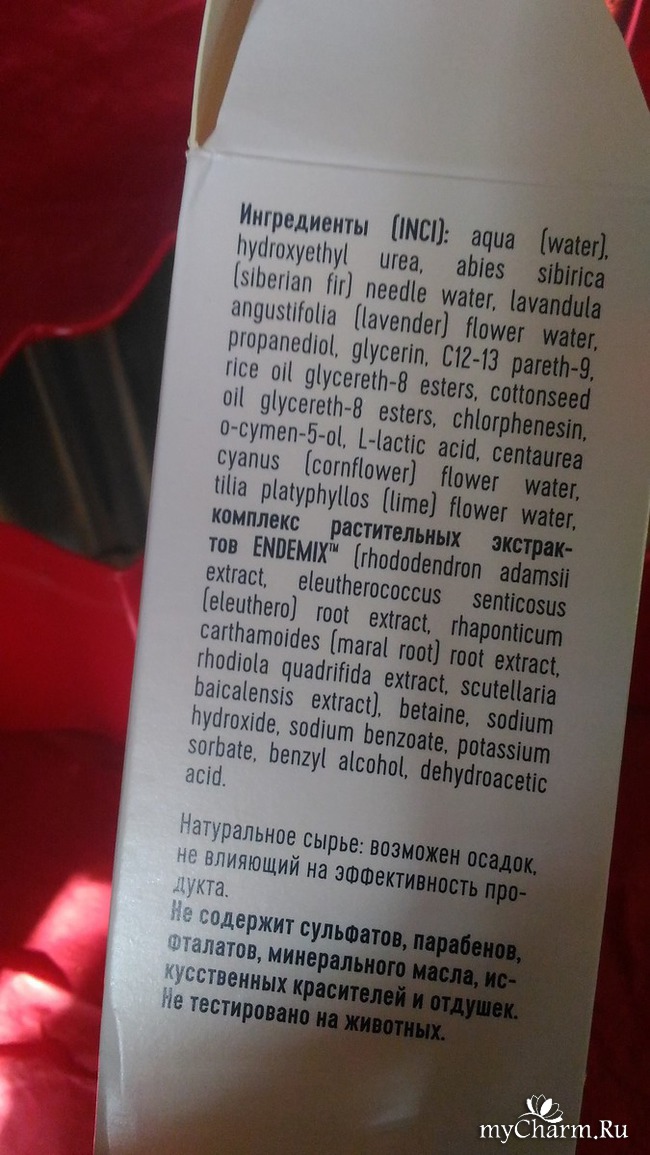 Ингредиенты (INCI): aqua (water),
hydroxyethyl urea, abies sibirica
(siberian fir) needle water, lavandula
angustifolia (lavender) flower water,
propanediol, glycerin, C12-13 pareth-9,
rice oil glycereth-8 esters, cottonseed
oil glycereth-8 esters, chlorphenesin,
o-cymen-5-ol, L-lactic acid, centaurea
cyanus (cornflower) flower water,
tilia platyphyllos (lime) flower water,
комплекс растительных экстрак-
тов ENDEMIX™ (rhododendron adamsii
extract, eleutherococcus senticosus
(eleuthero) root extract, rhaponticum
carthamoides (maral root) root extract,
rhodiola quadrifida extract, scutellaria
baicalensis extract), betaine, sodium
hydroxide, sodium benzoate, potassium
sorbate, benzyl alcohol, dehydroacetic
acid.
Натуральное сырье: возможен осадок,
не влияющий на эффективность про-
дукта.
Не содержит сульфатов, парабенов,
фталатов, минерального масла, ис-
кусственных красителей и отдушек.
Не тестировано на животных.
myCharm.Ru